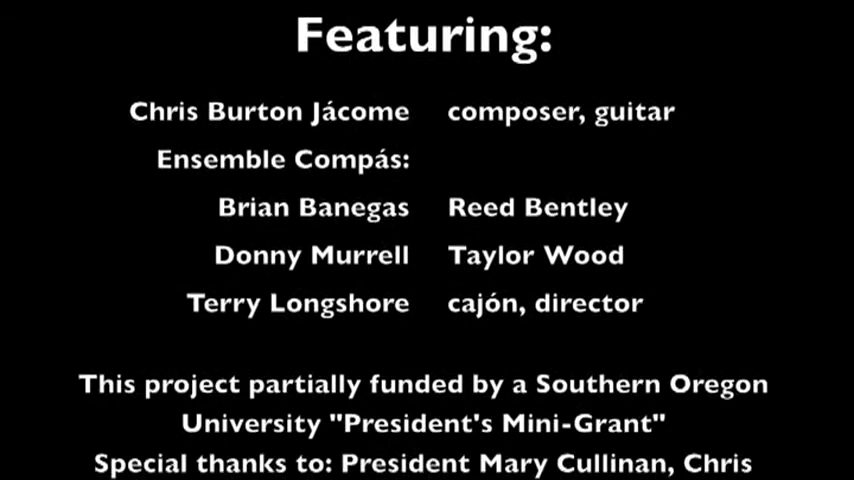 Featuring:
Chris Burton Jácome composer, guitar
Ensemble Compás:
Brian Banegas Reed Bentley
Donny Murrell Taylor Wood
Terry Longshore cajón, director
This project partially funded by a Southern Oregon
University "President's Mini-Grant"
Special thanks to: President Mary Cullinan, Chris